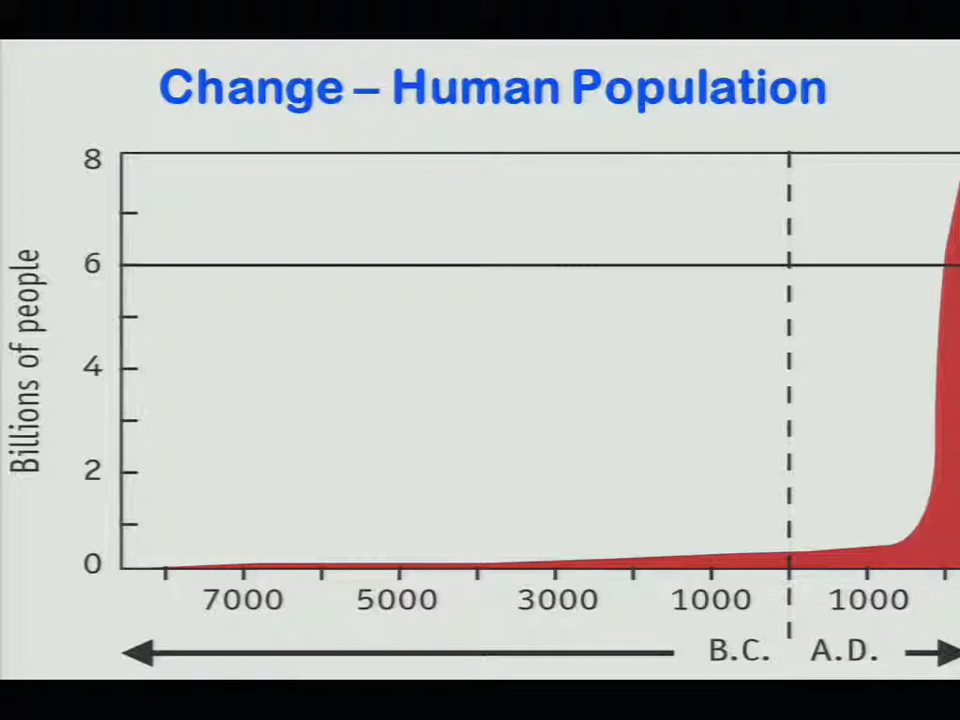 Change – Human Population
8
6
4
2
0
Billions of people
7000 5000 3000 1000 1000
B.C. A.D.